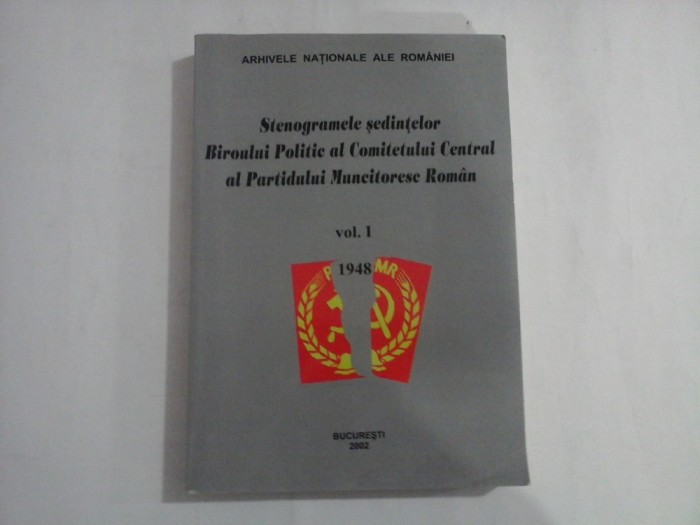 ARHIVELE NAȚIONALE ALE ROMÂNIEI
Stenogramele ședințelor
Biroului Politic al Comitetului Central
al Partidului Muncitoresc Român
vol. I
1948
P MR
BUCUREȘTI
2002